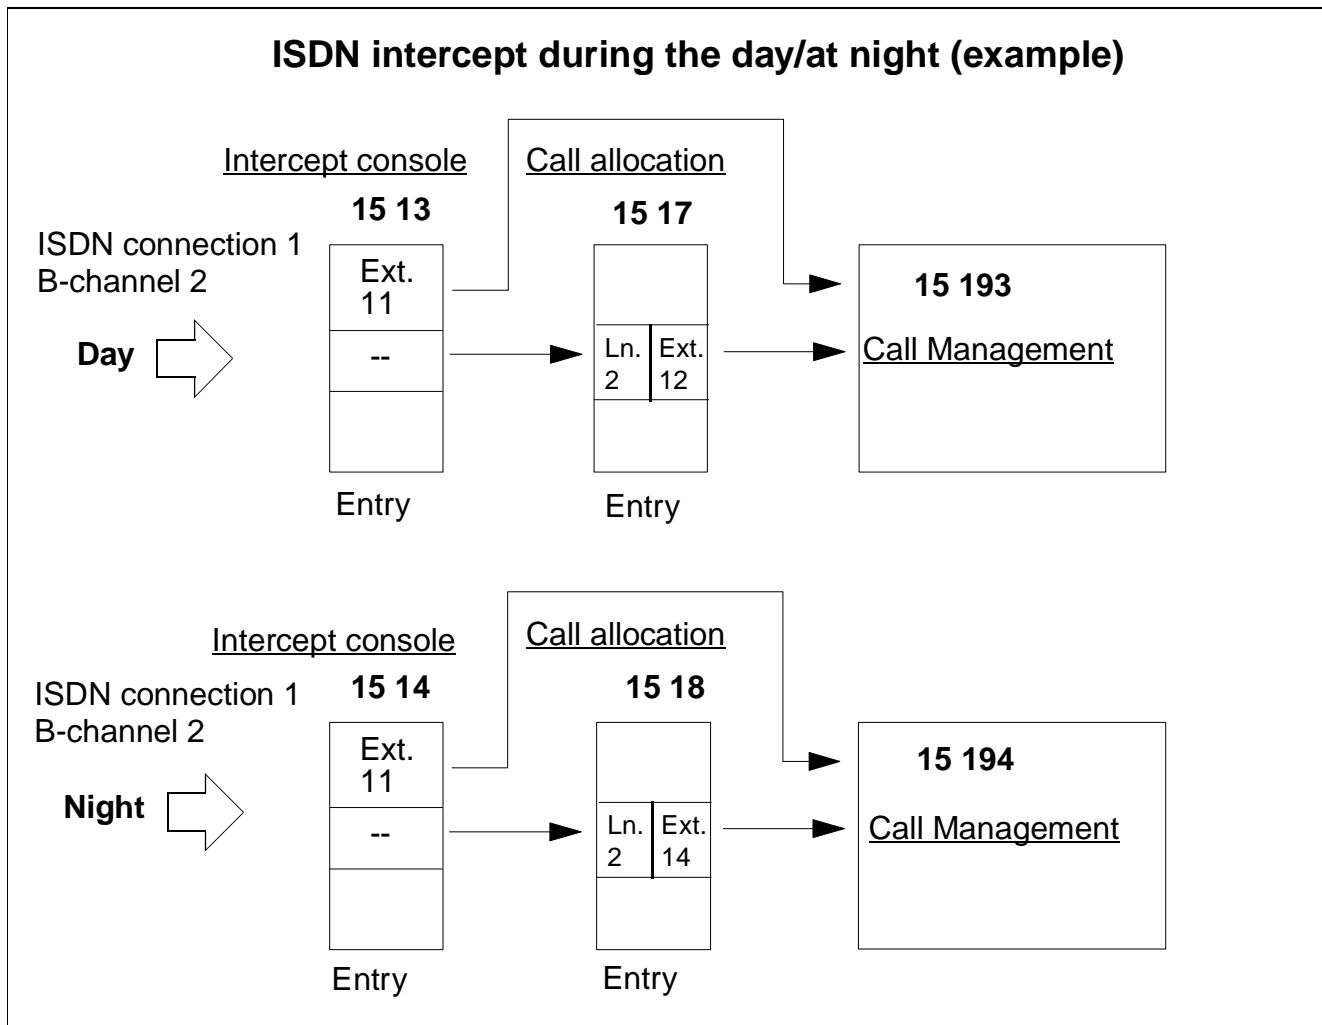 ISDN intercept during the day/at night (example)
Intercept console
Call allocation
15 13
15 17
ISDN connection 1
B-channel 2
Day
Ext.
11
--
Ln.
2
Ext.
12
15 193
Call Management
Entry
Entry
Intercept console
Call allocation
15 14
15 18
ISDN connection 1
B-channel 2
Night
Ext.
11
--
Ln.
2
Ext.
14
15 194
Call Management
Entry
Entry